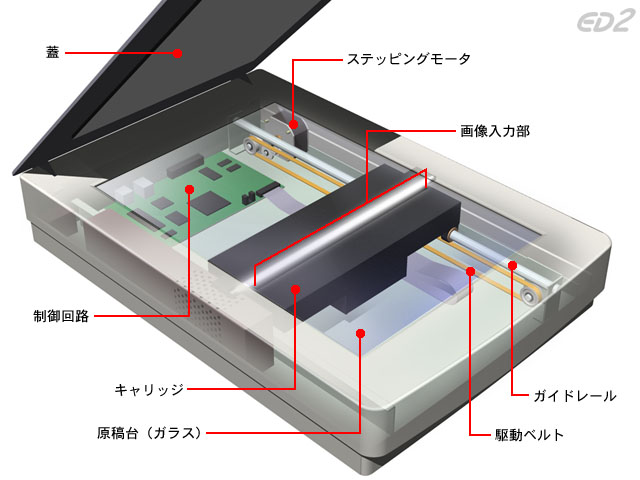 ED2
蓋
ステッピングモータ
画像入力部
制御回路
キャリッジ
原稿台（ガラス）
ガイドレール
駆動ベルト